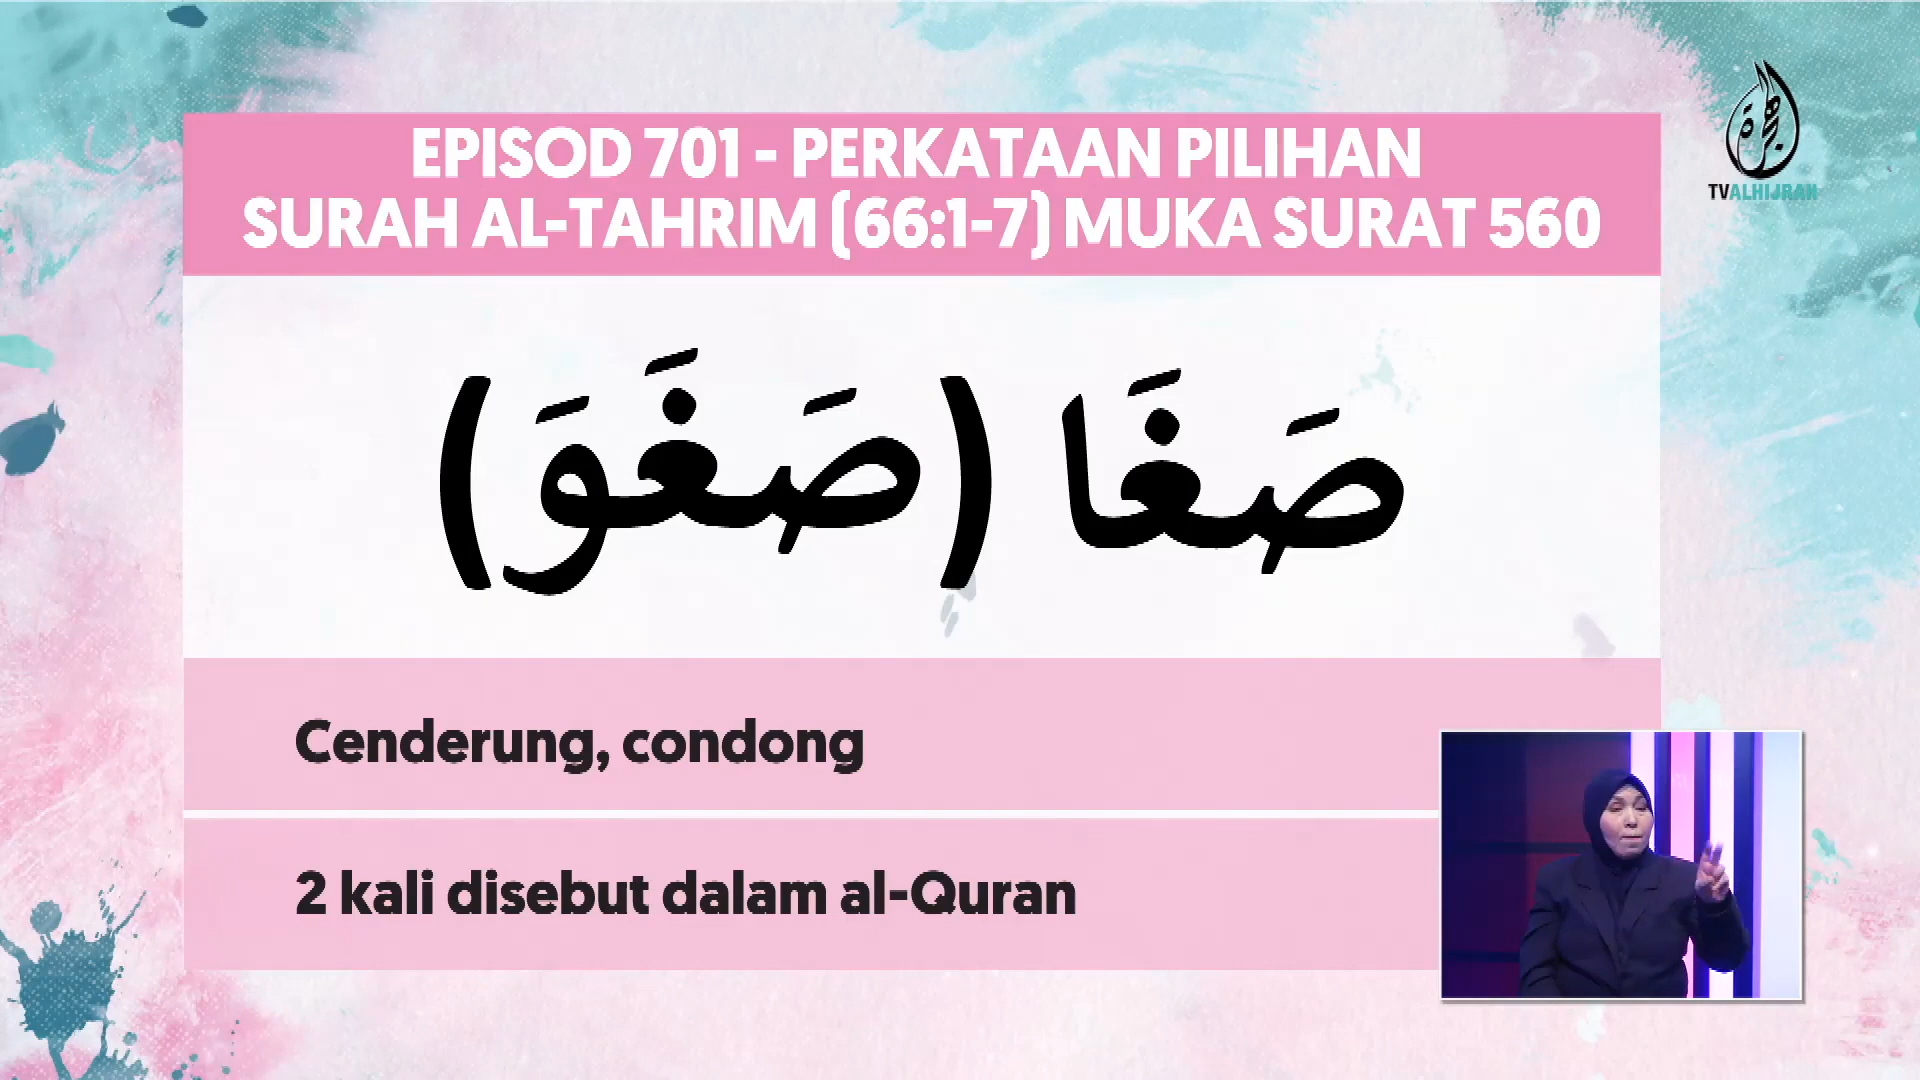 EPISOD 701 - PERKATAAN PILIHAN
SURAH AL-TAHRIM (66:1-7) MUKA SURAT 560
هجرة
TVALHIJRAH
صَغَا (صَغَوَ)
Cenderung, condong
2 kali disebut dalam al-Quran